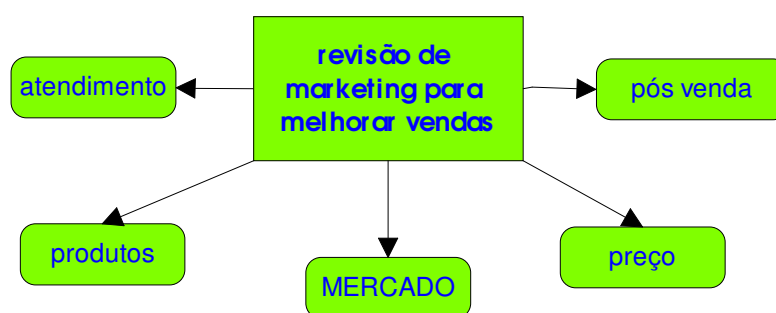 revisão de
marketing para
melhorar vendas
atendimento
pós venda
produtos
MERCADO
preço